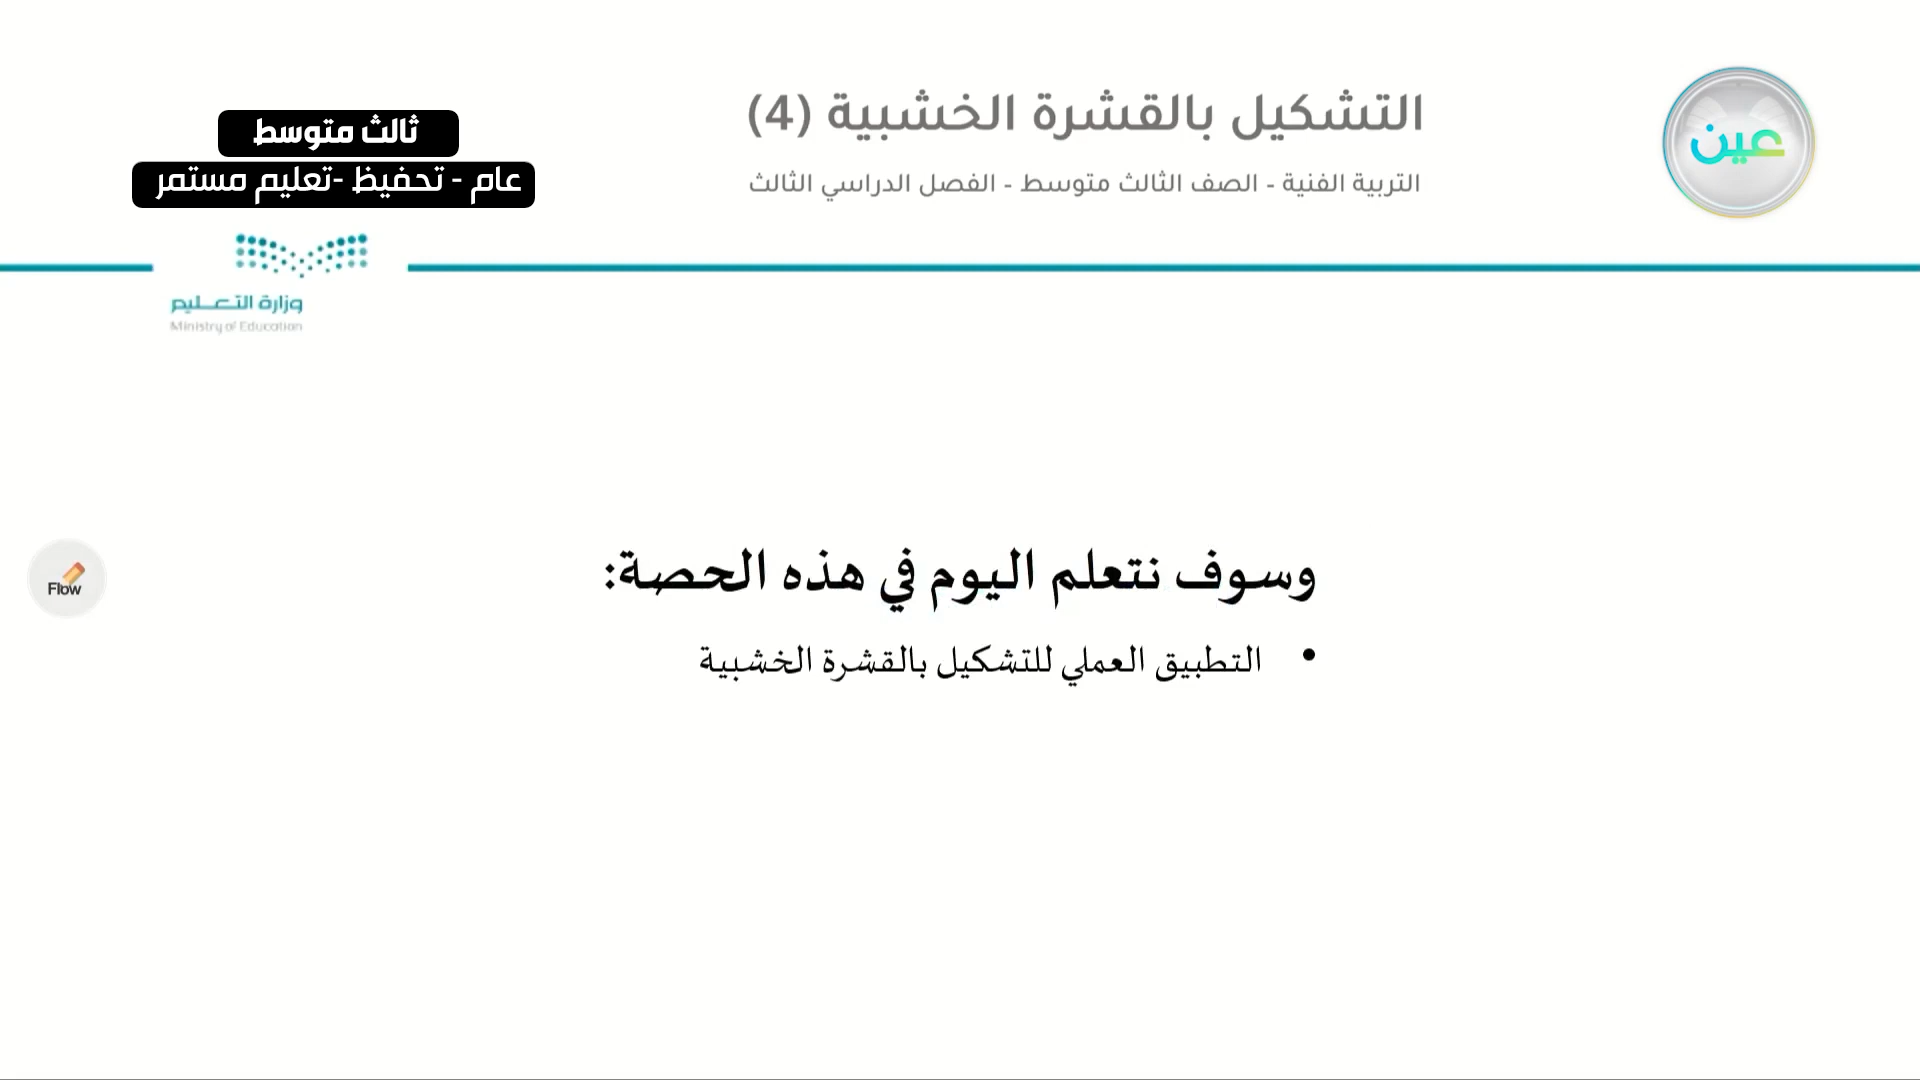 التشكيل بالقشرة الخشبية (4)
التربية الفنية - الصف الثالث متوسط - الفصل الدراسي الثالث
عين
ثالث متوسط
عام - تحفيظ -تعليم مستمر
وزارة التعليم
Ministry of Education
وسوف نتعلم اليوم في هذه الحصة:
• التطبيق العملي للتشكيل بالقشرة الخشبية
Flow